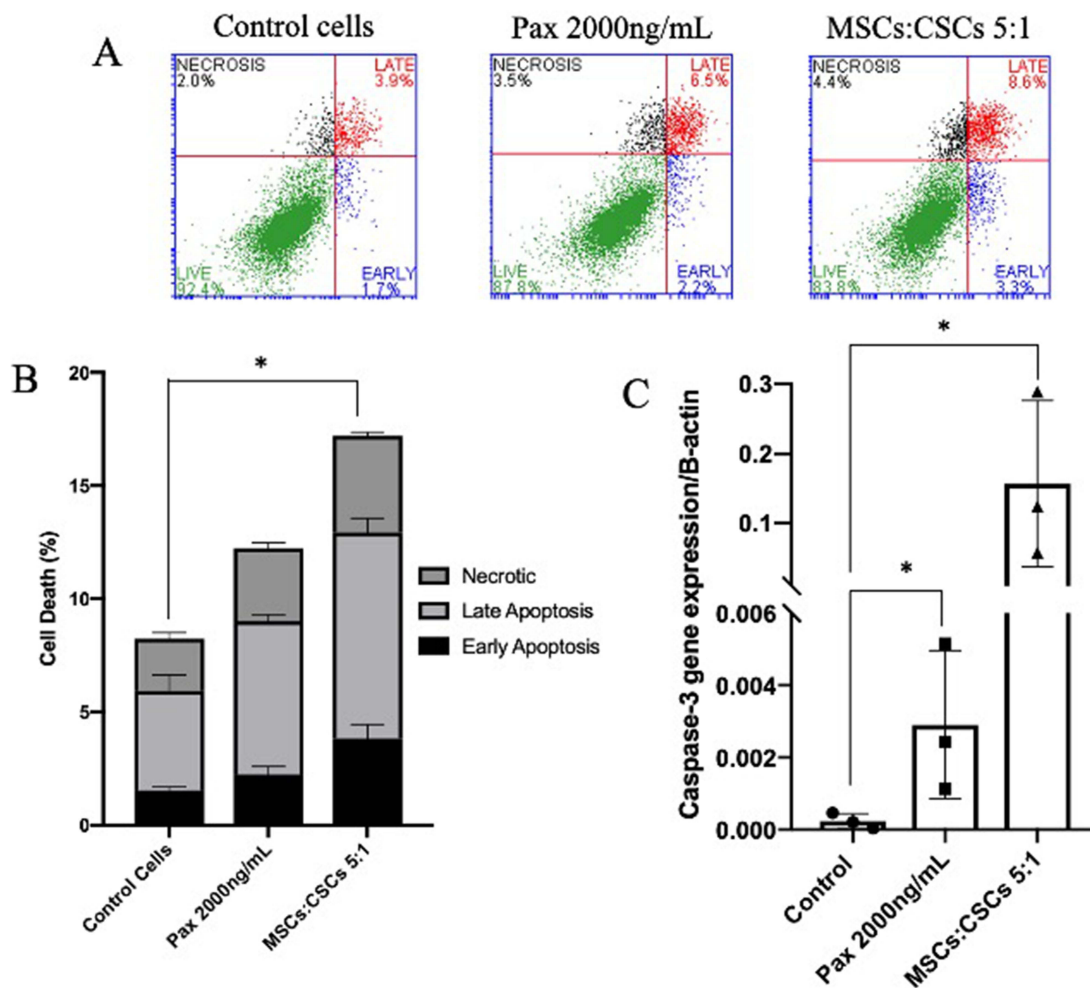 A
Control cells
Pax 2000ng/mL
MSCs:CSCs 5:1
NECROSIS
2.0%
LATE
3.9%
LIVE
92.4%
EARLY
1.7%
NECROSIS
3.5%
LATE
6.5%
LIVE
87.8%
EARLY
2.2%
NECROSIS
4.4%
LATE
8.6%
LIVE
83.8%
EARLY
3.3%
B
Cell Death (%)
20
15
10
5
0
*
Necrotic
Late Apoptosis
Early Apoptosis
Control Cells
Pax 2000ng/mL
MSCs:CSCs 5:1
C
Caspase-3 gene expression/B-actin
0.3
0.2
0.1
0.006
0.004
0.002
0.000
*
*
Control
Pax 2000ng/mL
MSCs:CSCs 5:1